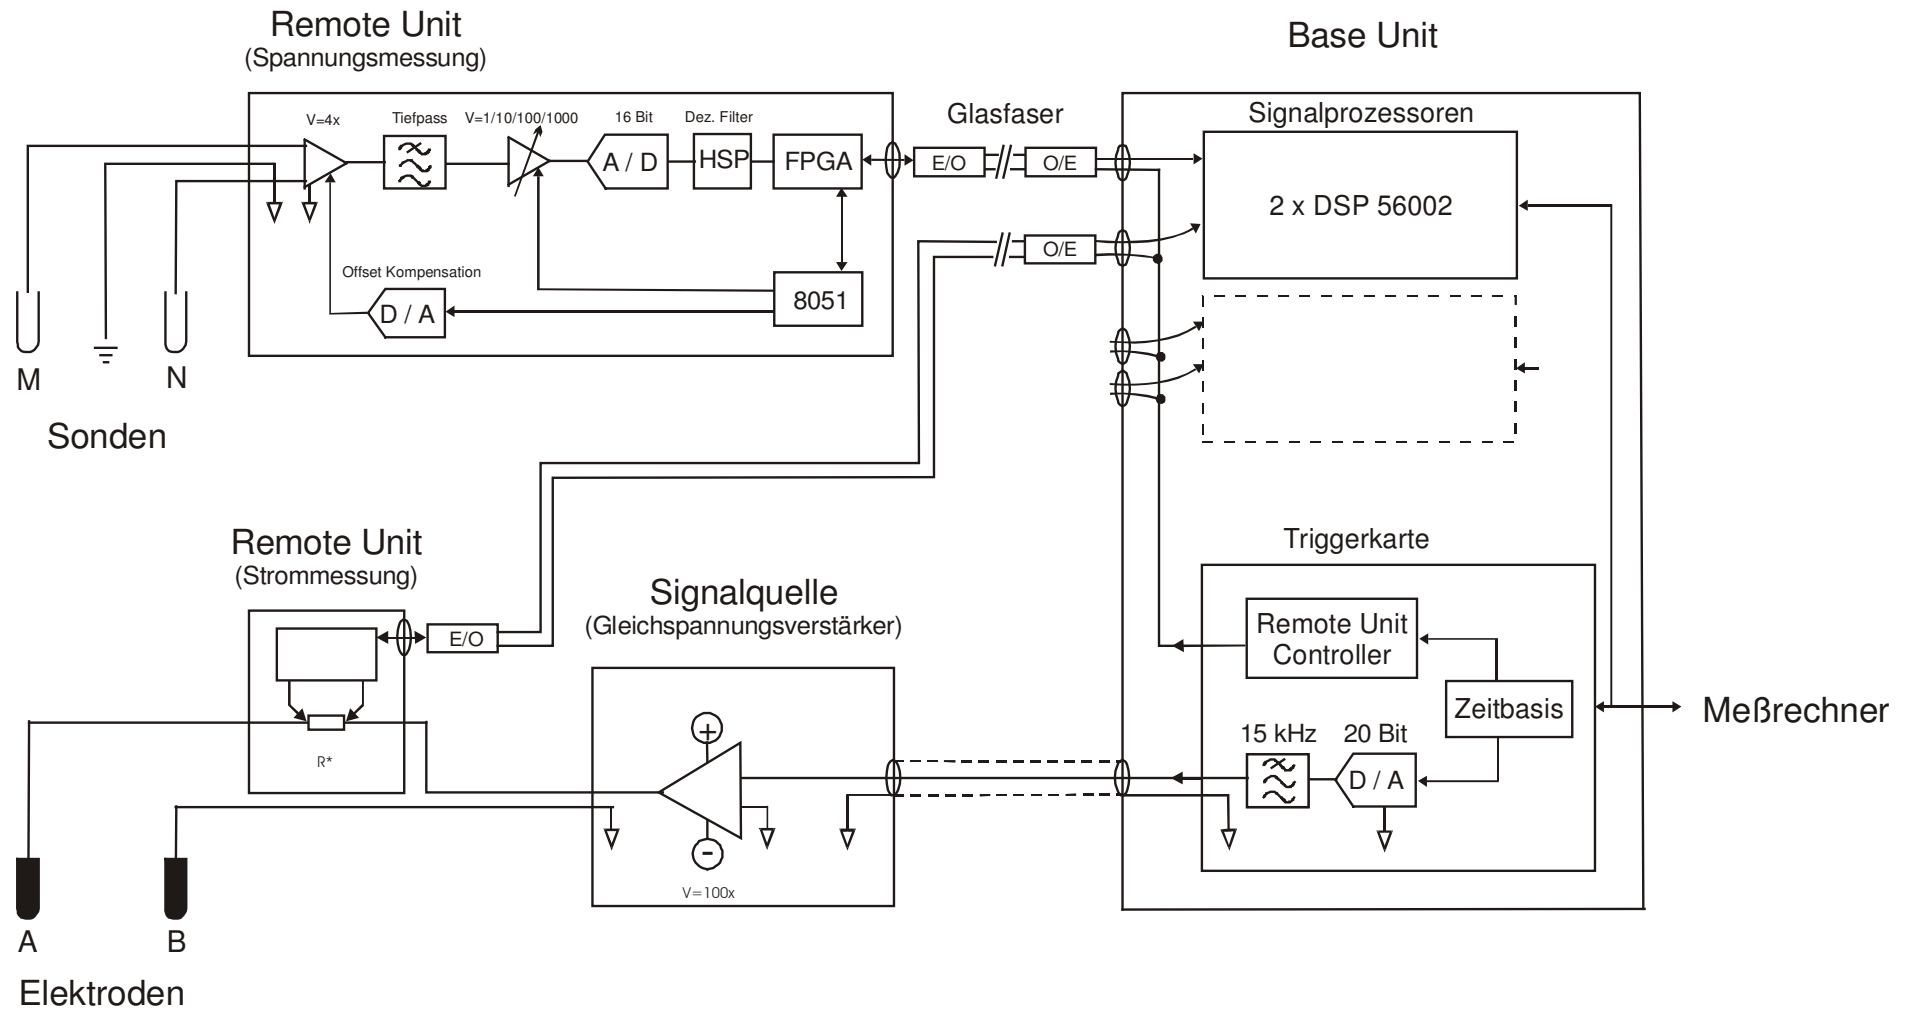 Remote Unit
(Spannungsmessung)
Base Unit
V=4x
Tiefpass
V=1/10/100/1000
16 Bit
Dez. Filter
Glasfaser
Signalprozessoren
A / D
HSP
FPGA
E/O
O/E
2 x DSP 56002
O/E
Offset Kompensation
D / A
8051
M
N
Sonden
Remote Unit
(Strommessung)
E/O
R*
Signalquelle
(Gleichspannungsverstärker)
+
-
V=100x
Triggerkarte
Remote Unit
Controller
Zeitbasis
15 kHz
20 Bit
D / A
Meßrechner
A
B
Elektroden